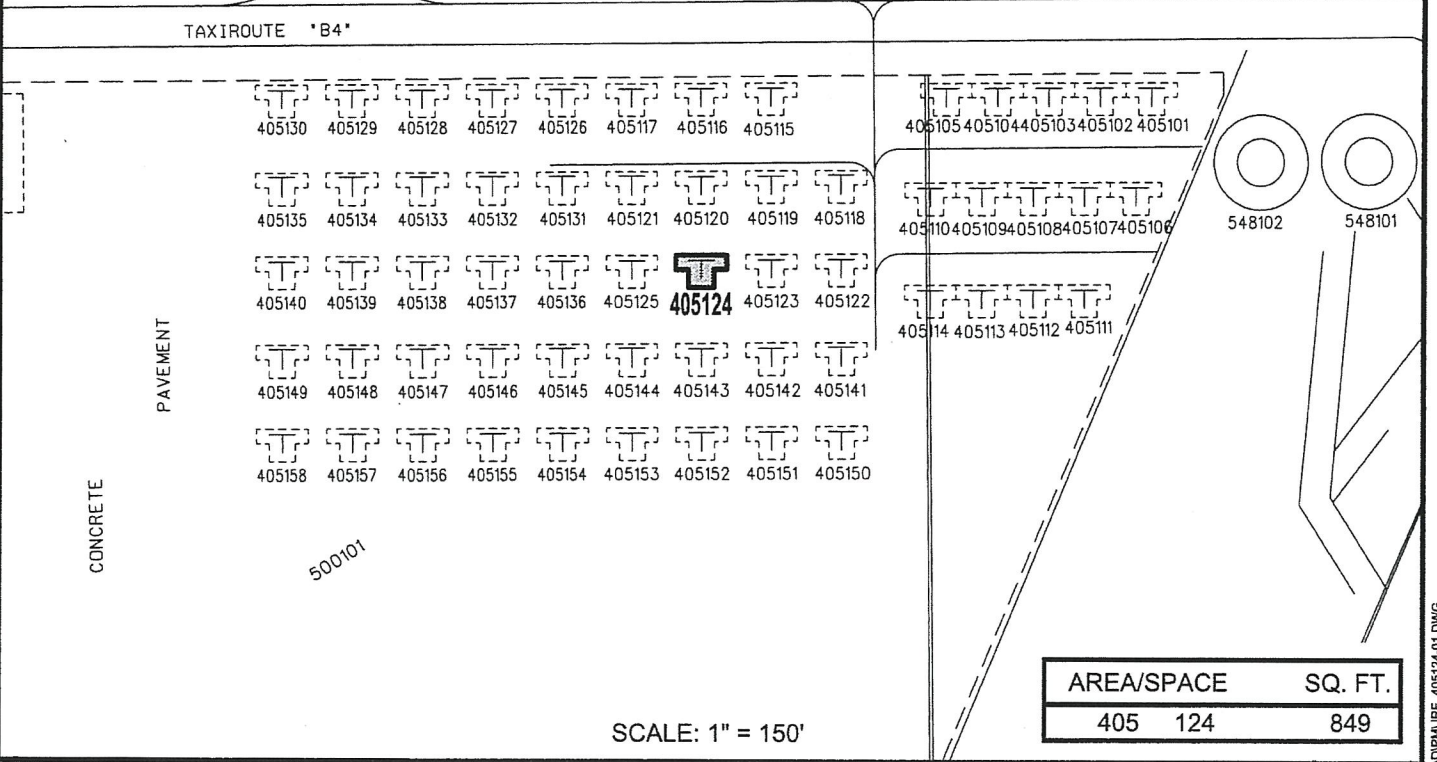 TAXIROUTE "B4"
405130 405129 405128 405127 405126 405117 405116 405115 405105 405104 405103 405102 405101
405135 405134 405133 405132 405131 405121 405120 405119 405118 405110 405109 405108 405107 405106 548102 548101
405140 405139 405138 405137 405136 405125 405124 405123 405122 405114 405113 405112 405111
PAVEMENT
405149 405148 405147 405146 405145 405144 405143 405142 405141
405158 405157 405156 405155 405154 405153 405152 405151 405150
CONCRETE
500101
AREA/SPACE SQ. FT.
405 124 849
SCALE: 1" = 150'